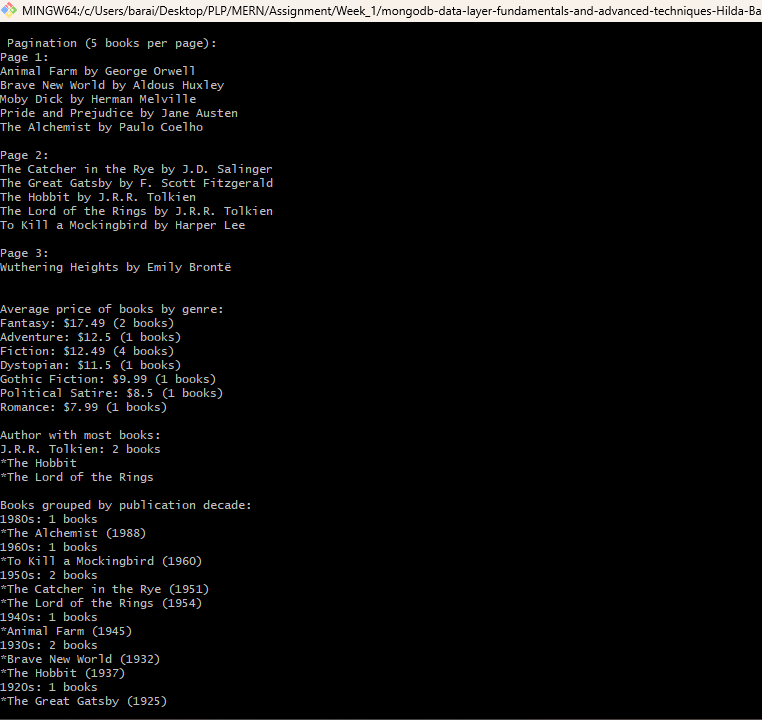 MINGW64:/c/Users/barai/Desktop/PLP/MERN/Assignment/Week_1/mongodb-data-layer-fundamentals-and-advanced-techniques-Hilda-Ba
Pagination (5 books per page):
Page 1:
Animal Farm by George Orwell
Brave New World by Aldous Huxley
Moby Dick by Herman Melville
Pride and Prejudice by Jane Austen
The Alchemist by Paulo Coelho
Page 2:
The Catcher in the Rye by J.D. Salinger
The Great Gatsby by F. Scott Fitzgerald
The Hobbit by J.R.R. Tolkien
The Lord of the Rings by J.R.R. Tolkien
To Kill a Mockingbird by Harper Lee
Page 3:
Wuthering Heights by Emily Brontë
Average price of books by genre:
Fantasy: $17.49 (2 books)
Adventure: $12.5 (1 books)
Fiction: $12.49 (4 books)
Dystopian: $11.5 (1 books)
Gothic Fiction: $9.99 (1 books)
Political Satire: $8.5 (1 books)
Romance: $7.99 (1 books)
Author with most books:
J.R.R. Tolkien: 2 books
*The Hobbit
*The Lord of the Rings
Books grouped by publication decade:
1980s: 1 books
*The Alchemist (1988)
1960s: 1 books
*To Kill a Mockingbird (1960)
1950s: 2 books
*The Catcher in the Rye (1951)
*The Lord of the Rings (1954)
1940s: 1 books
*Animal Farm (1945)
1930s: 2 books
*Brave New World (1932)
*The Hobbit (1937)
1920s: 1 books
*The Great Gatsby (1925)